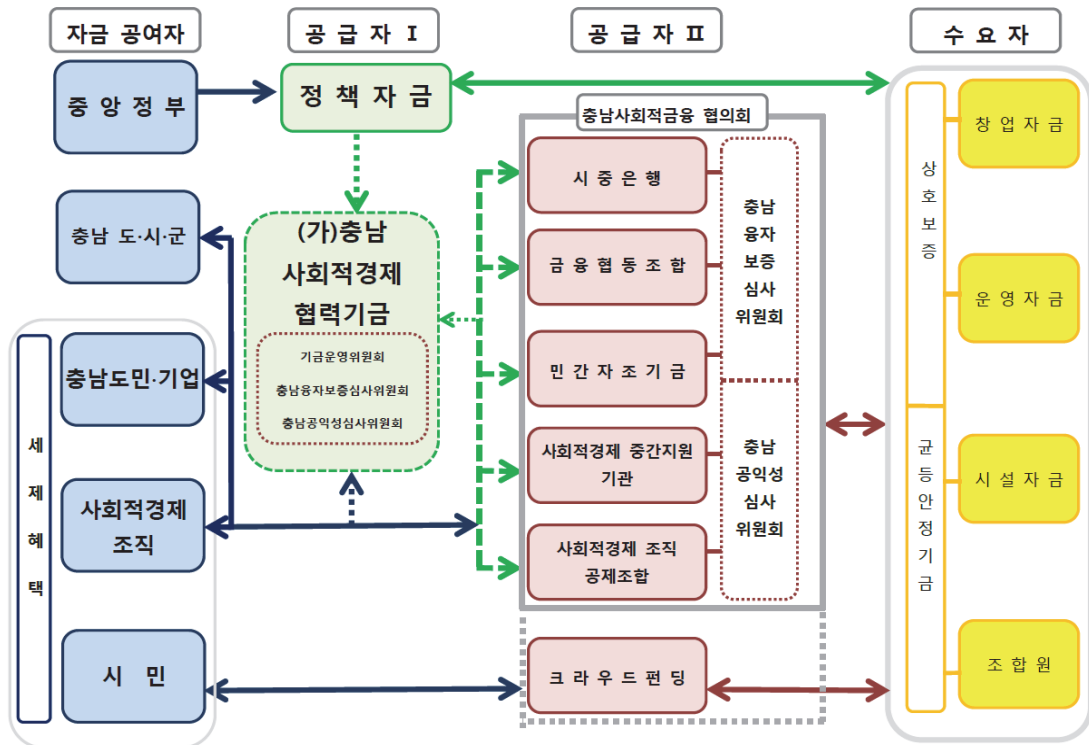 자금 공여자
공급자 I
공급자 II
수요자
중앙정부
정책자금
충남사회적금융 협의회
창업자금
시중은행
상호보증
충남 도·시·군
(가)충남
사회적경제
협력기금
금융협동조합
충남
융자
보증
심사
위원회
운영자금
세제혜택
충남도민·기업
기금운영위원회
충남융자보증심사위원회
충남공익성심사위원회
민간자조기금
사회적경제
조직
사회적경제 중간지원
기관
충남
공익성
심사
위원회
균등안정기금
시설자금
사회적경제 조직
공제조합
시민
크라우드펀딩
조합원